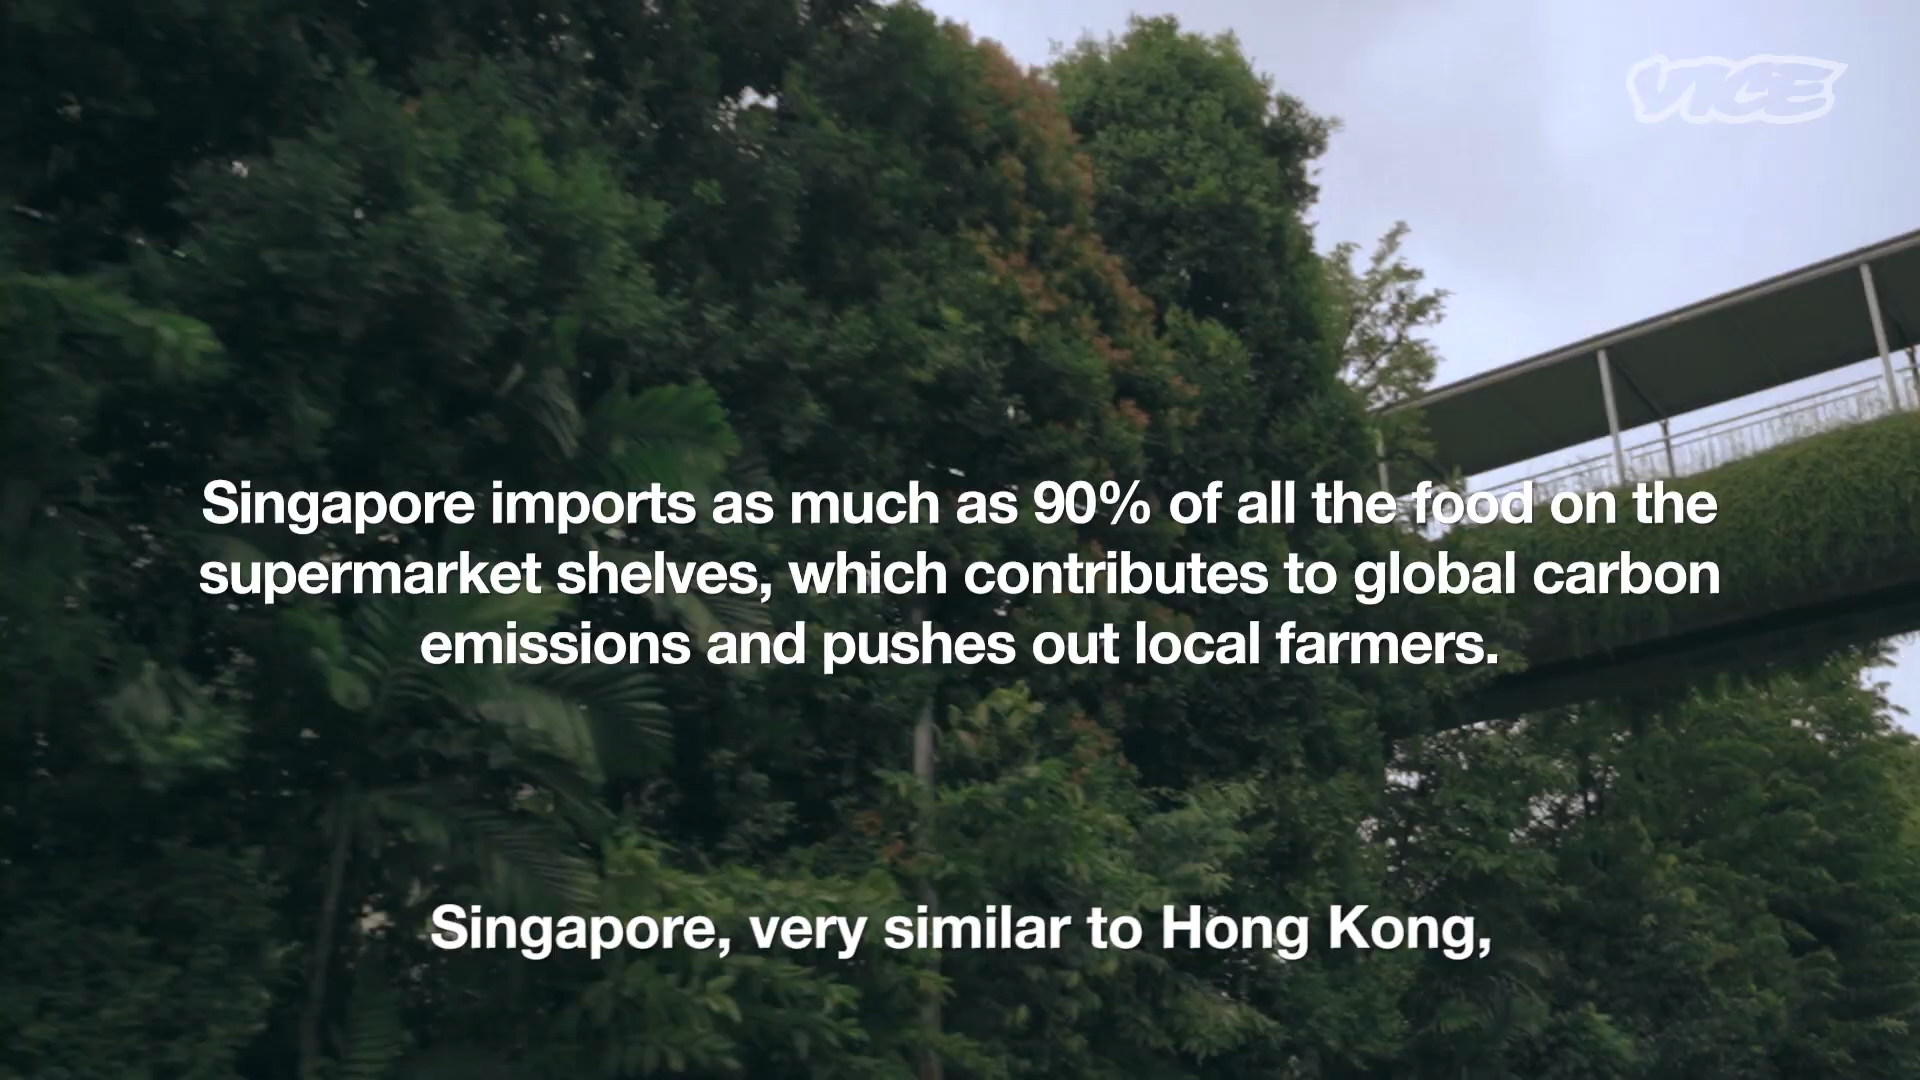 VICE
Singapore imports as much as 90% of all the food on the
supermarket shelves, which contributes to global carbon
emissions and pushes out local farmers.
Singapore, very similar to Hong Kong,